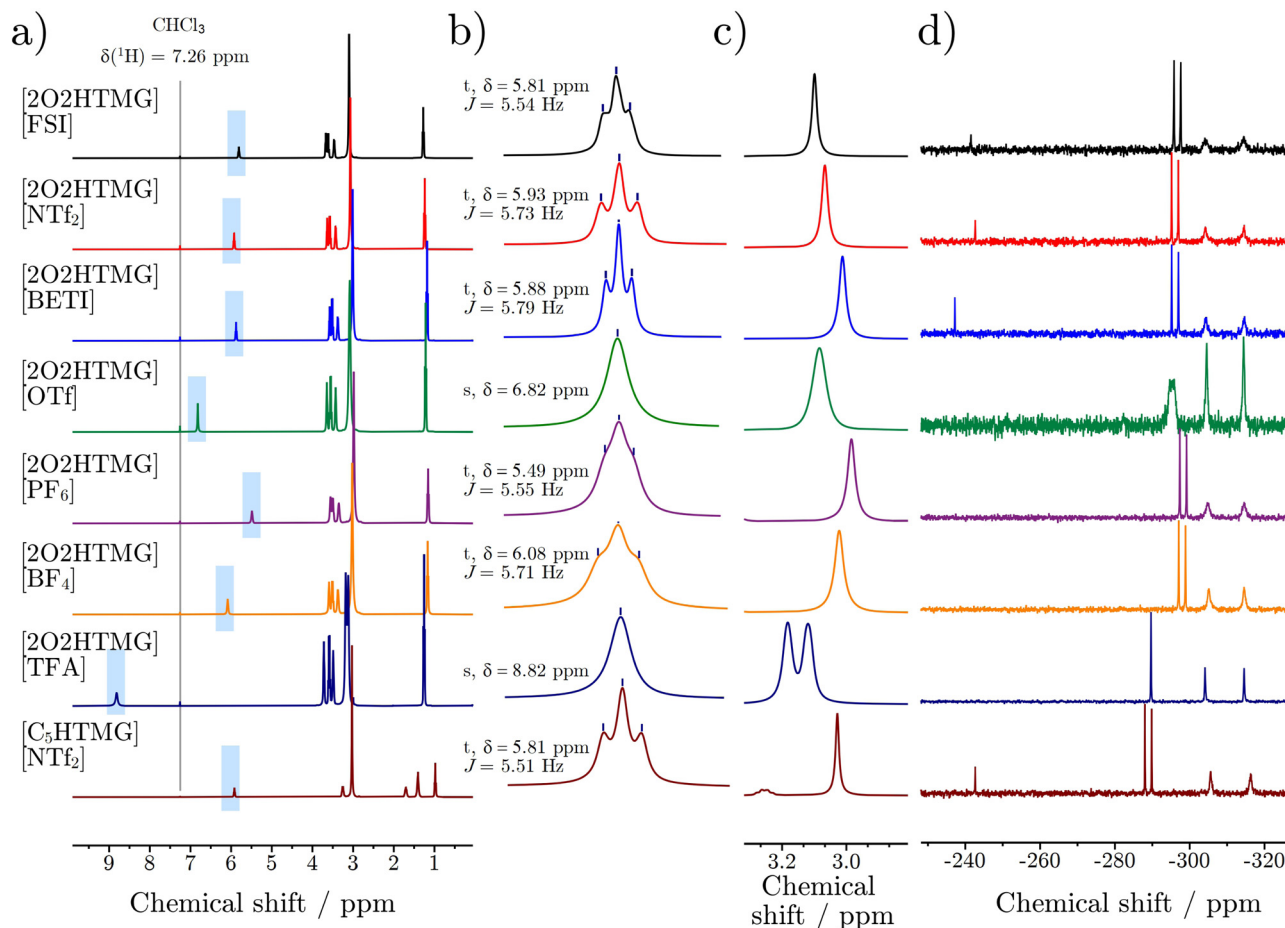 a)
b)
c)
d)
CHCl₃
δ(¹H) = 7.26 ppm
[2O2HTMG]
[FSI]
t, δ = 5.81 ppm
J = 5.54 Hz
[2O2HTMG]
[NTf₂]
t, δ = 5.93 ppm
J = 5.73 Hz
[2O2HTMG]
[BETI]
t, δ = 5.88 ppm
J = 5.79 Hz
[2O2HTMG]
[OTf]
s, δ = 6.82 ppm
[2O2HTMG]
[PF₆]
t, δ = 5.49 ppm
J = 5.55 Hz
[2O2HTMG]
[BF₄]
t, δ = 6.08 ppm
J = 5.71 Hz
[2O2HTMG]
[TFA]
s, δ = 8.82 ppm
[C₅HTMG]
[NTf₂]
t, δ = 5.81 ppm
J = 5.51 Hz
9 8 7 6 5 4 3 2 1
Chemical shift / ppm
3.2 3.0
Chemical
shift / ppm
-240 -260 -280 -300 -320
Chemical shift / ppm